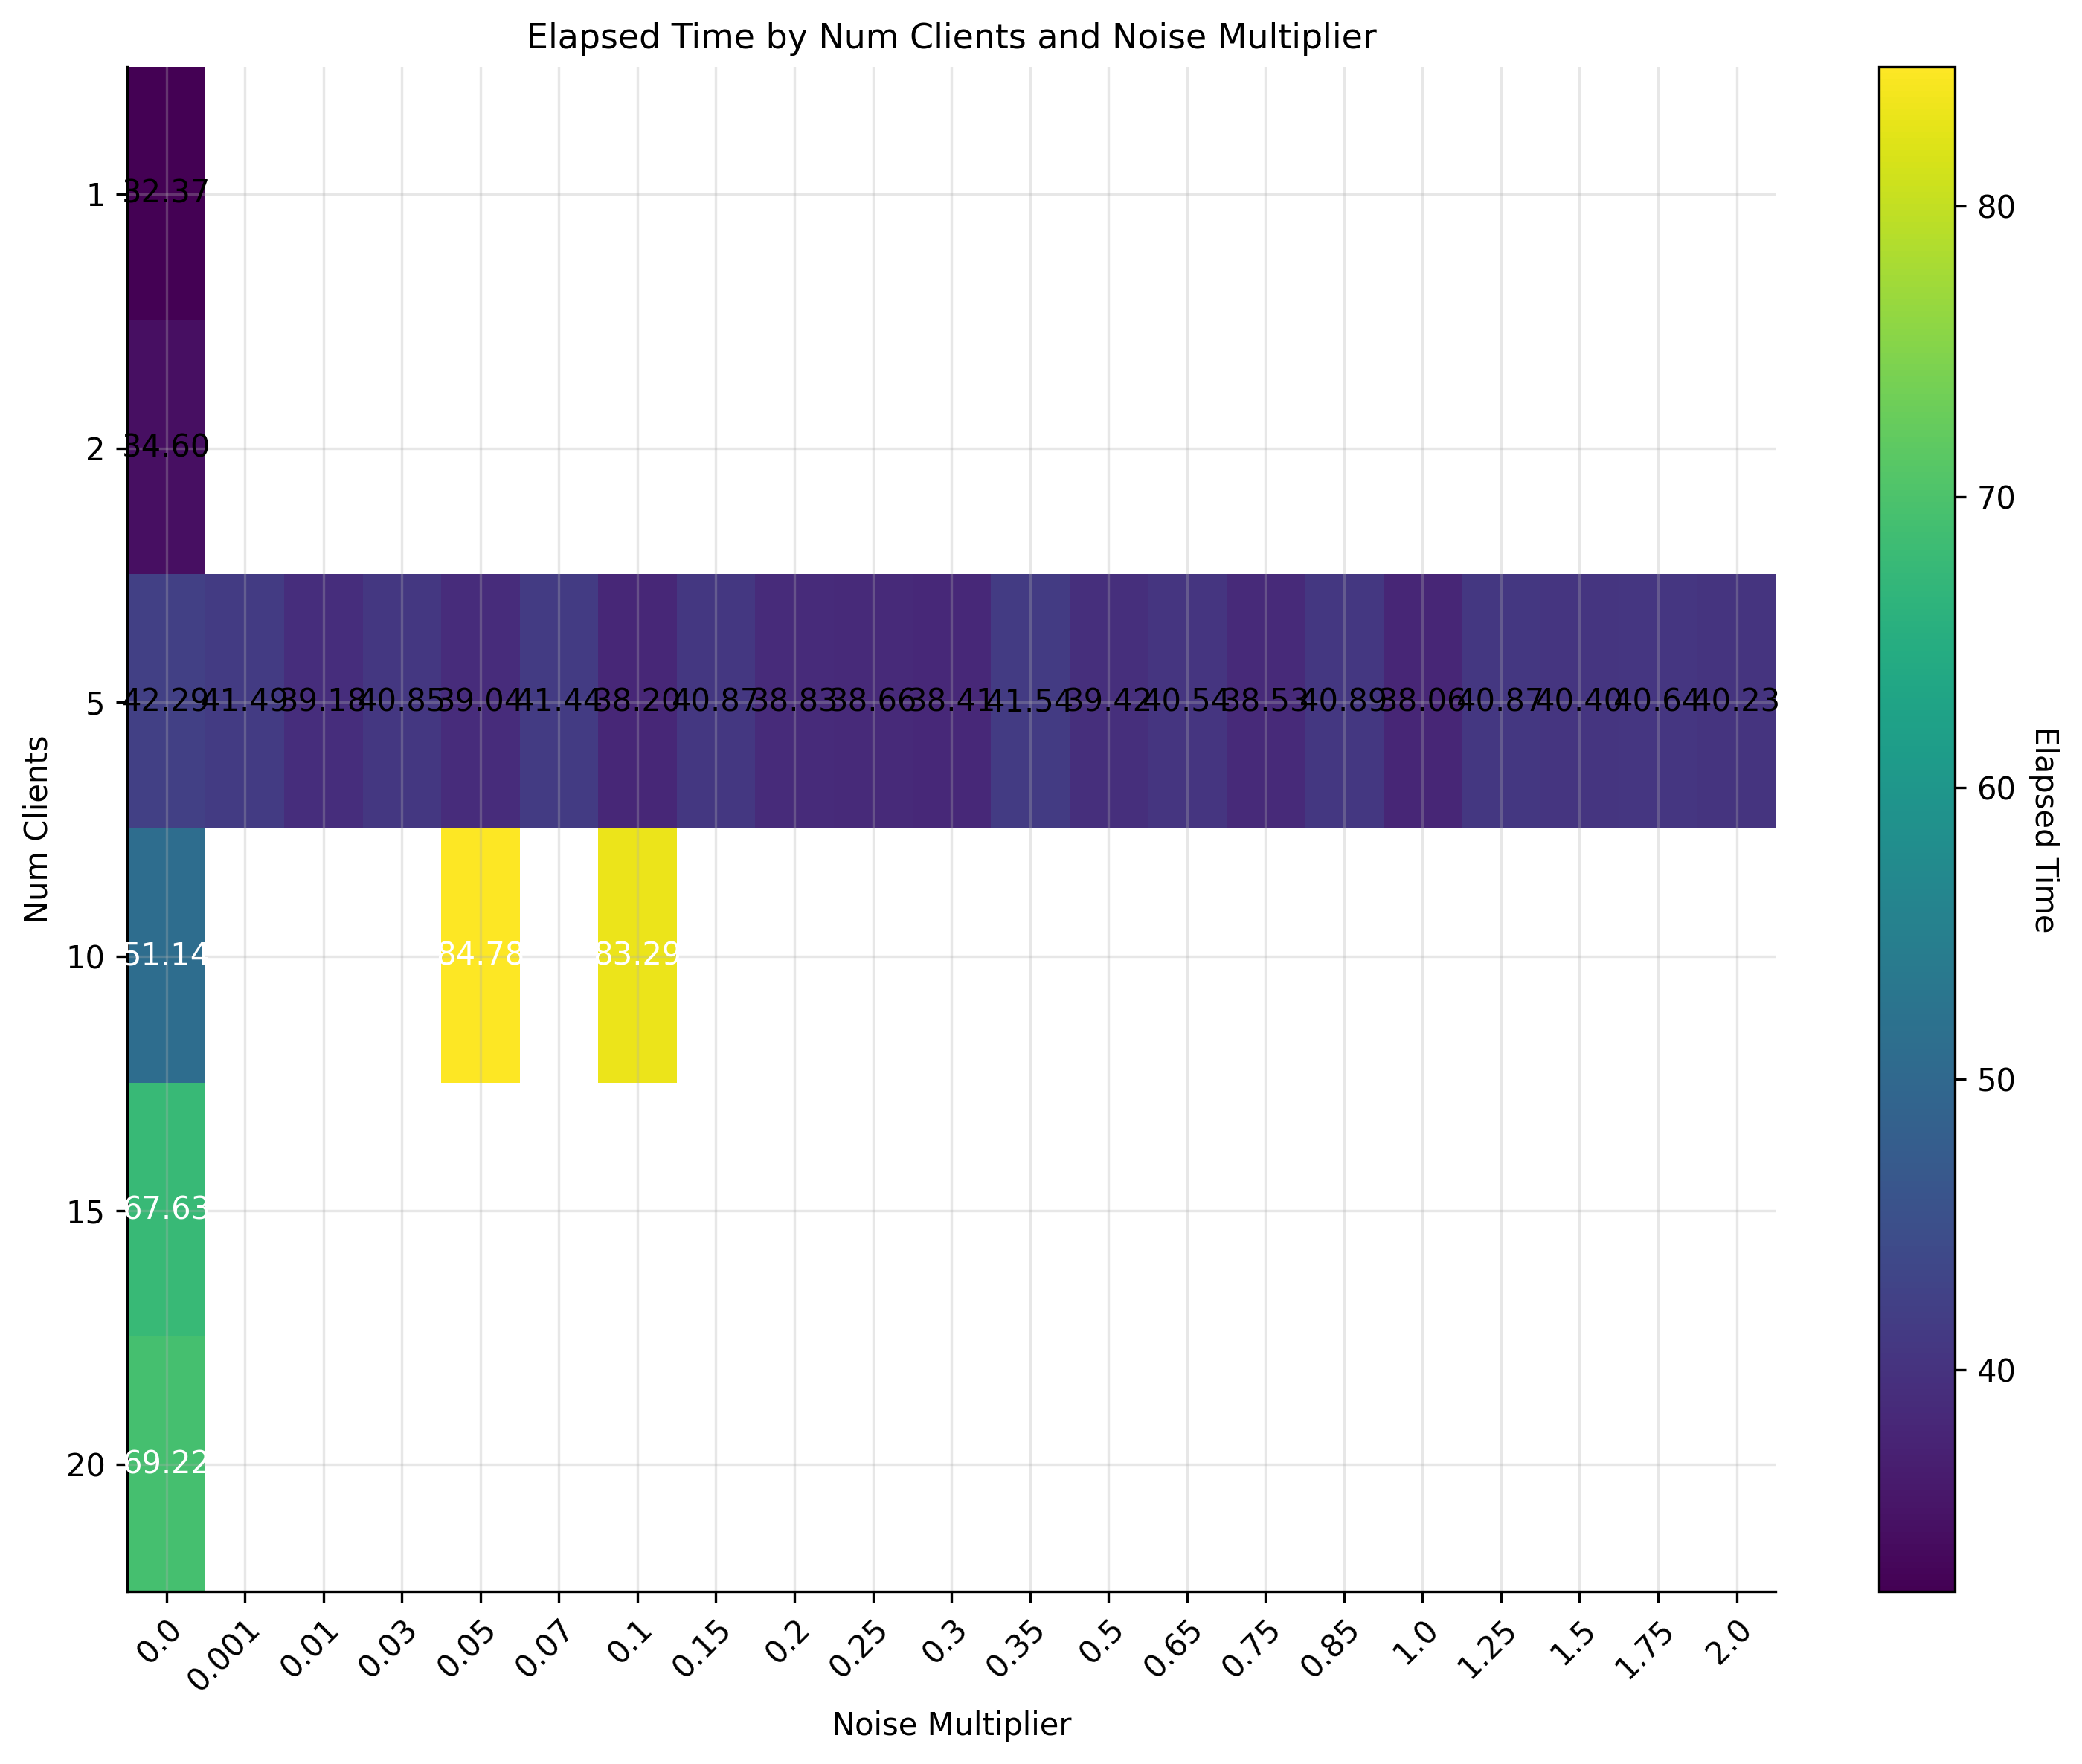 Elapsed Time by Num Clients and Noise Multiplier
1
32.37
80
2
34.60
70
5
42.29 41.49 39.18 40.85 39.04 41.44 38.20 40.87 38.83 38.66 38.41 41.54 39.42 40.54 38.53 40.89 38.06 40.87 40.40 40.64 40.23
60
Num Clients
Elapsed Time
10
51.14 84.78 83.29
50
15
67.63
40
20
69.22
0.0 0.001 0.01 0.03 0.05 0.07 0.1 0.15 0.2 0.25 0.3 0.35 0.5 0.65 0.75 0.85 1.0 1.25 1.5 1.75 2.0
Noise Multiplier